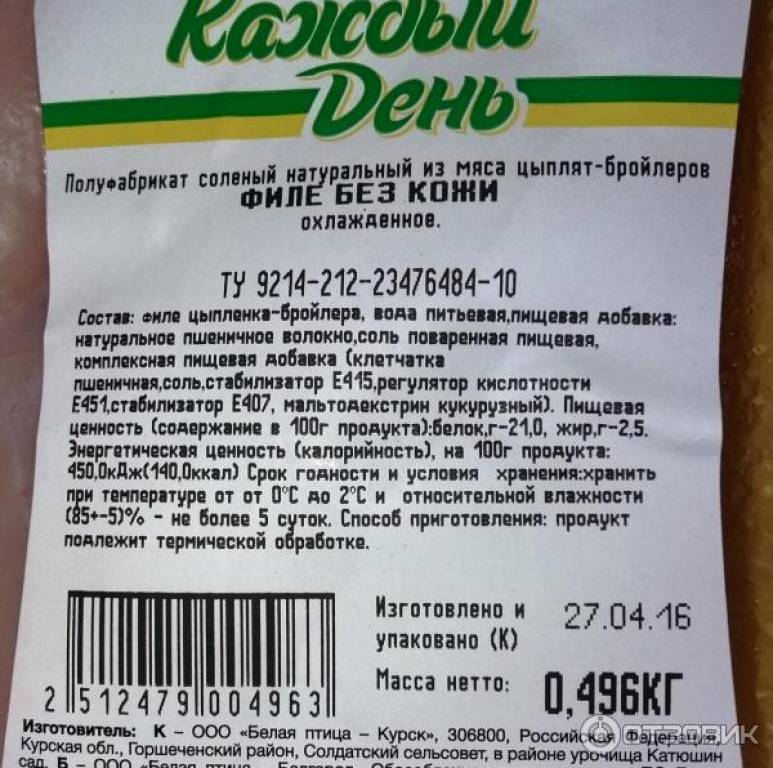 Каждый
День
Полуфабрикат соленый натуральный из мяса цыплят-бройлеров
ФИЛЕ БЕЗ КОЖИ
охлажденное.
ТУ 9214-212-23476484-10
Состав: филе цыпленка-бройлера, вода питьевая,пищевая добавка:
натуральное пшеничное волокно,соль поваренная пищевая,
комплексная пищевая добавка (клетчатка
пшеничная,соль,стабилизатор Е415,регулятор кислотности
Е451,стабилизатор Е407, мальтодекстрин кукурузный). Пищевая
ценность (содержание в 100г продукта):белок,г-21,0, жир,г-2,5.
Энергетическая ценность (калорийность), на 100г продукта:
450,0кДж(140,0ккал) Срок годности и условия хранения:хранить
при температуре от от 0°С до 2°С и относительной влажности
(85+-5)% - не более 5 суток. Способ приготовления: продукт
подлежит термической обработке.
Изготовлено и
упаковано (К)
27.04.16
Масса нетто:
0,496КГ
2 512479 004963
Изготовитель: К – ООО «Белая птица – Курск», 306800, Российская Федерация,
Курская обл., Горшеченский район, Солдатский сельсовет, в районе урочища Катюшин
сад. Б – ООО «Белая птица – Белгород»
ОТЗОВИК